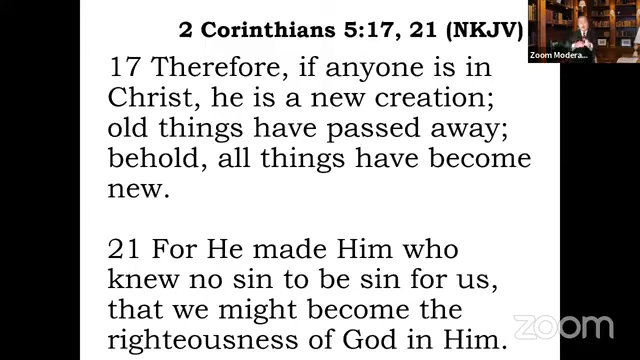 2 Corinthians 5:17, 21 (NKJV)
Zoom Modera...
17 Therefore, if anyone is in
Christ, he is a new creation;
old things have passed away;
behold, all things have become
new.
21 For He made Him who
knew no sin to be sin for us,
that we might become the
righteousness of God in Him.
zoom